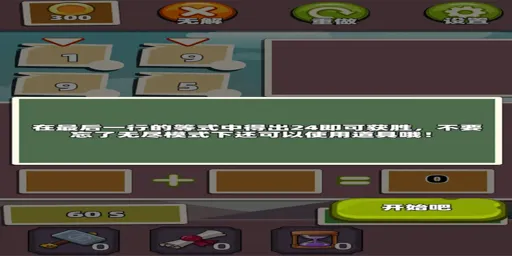 300 无解 重做 设置
1 9
9 5
在最后一行的等式中得出24即可获胜，不要
忘了无尽模式下还可以使用道具哦！
+ = 0
60 S 开始吧
0 0 0